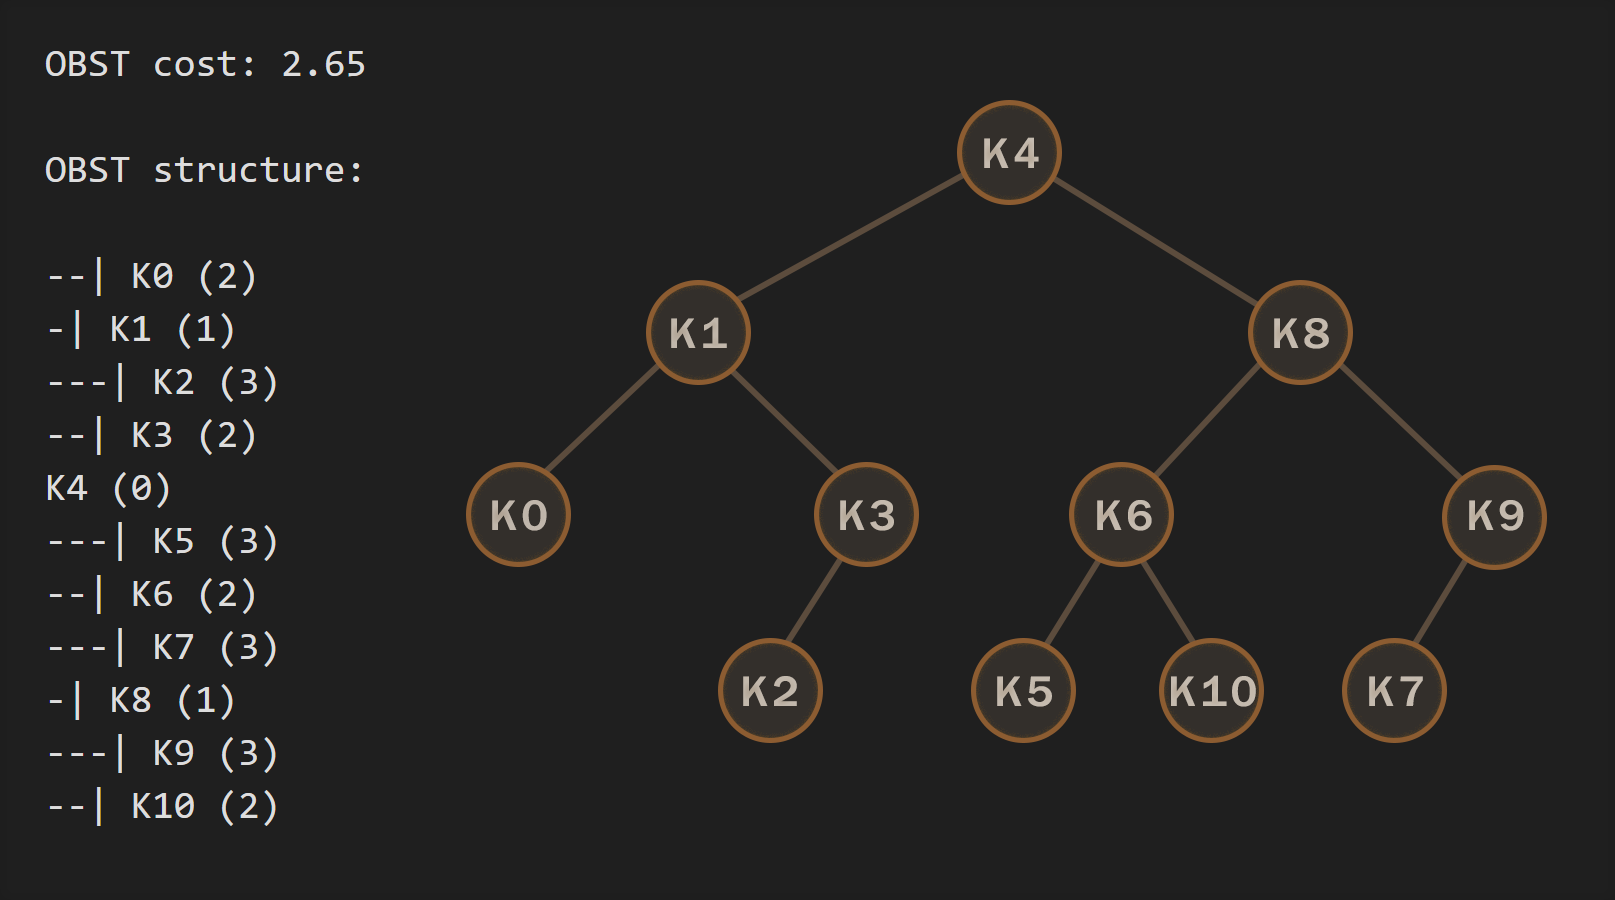 OBST cost: 2.65
OBST structure:
--| K0 (2)
-| K1 (1)
---| K2 (3)
--| K3 (2)
K4 (0)
---| K5 (3)
--| K6 (2)
---| K7 (3)
-| K8 (1)
---| K9 (3)
--| K10 (2)
K4
K1
K8
K0
K3
K6
K9
K2
K5
K10
K7